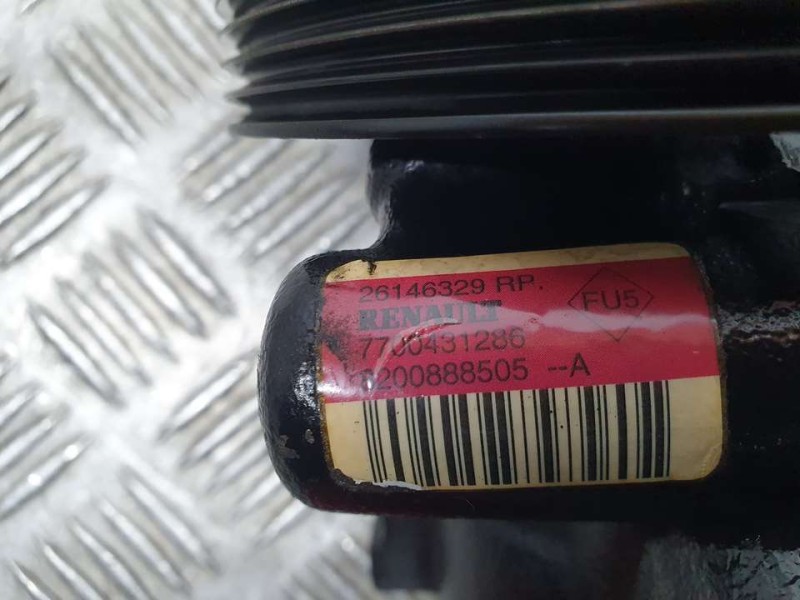 26146329 RP.
RENAULT
7700431286
8200888505 --A
FU5